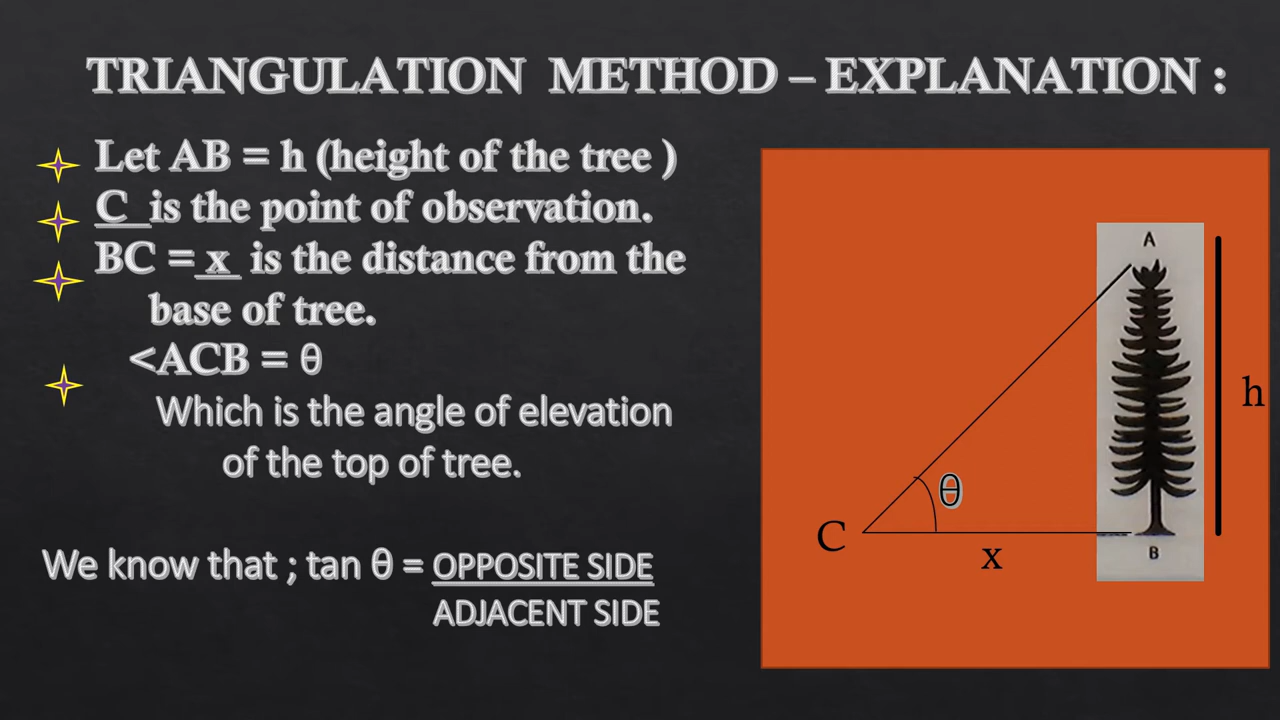 TRIANGULATION METHOD – EXPLANATION :
Let AB = h (height of the tree )
C is the point of observation.
BC = x is the distance from the
base of tree.
<ACB = θ
Which is the angle of elevation
of the top of tree.
We know that ; tan θ = OPPOSITE SIDE
ADJACENT SIDE
A
h
θ
C
x
B